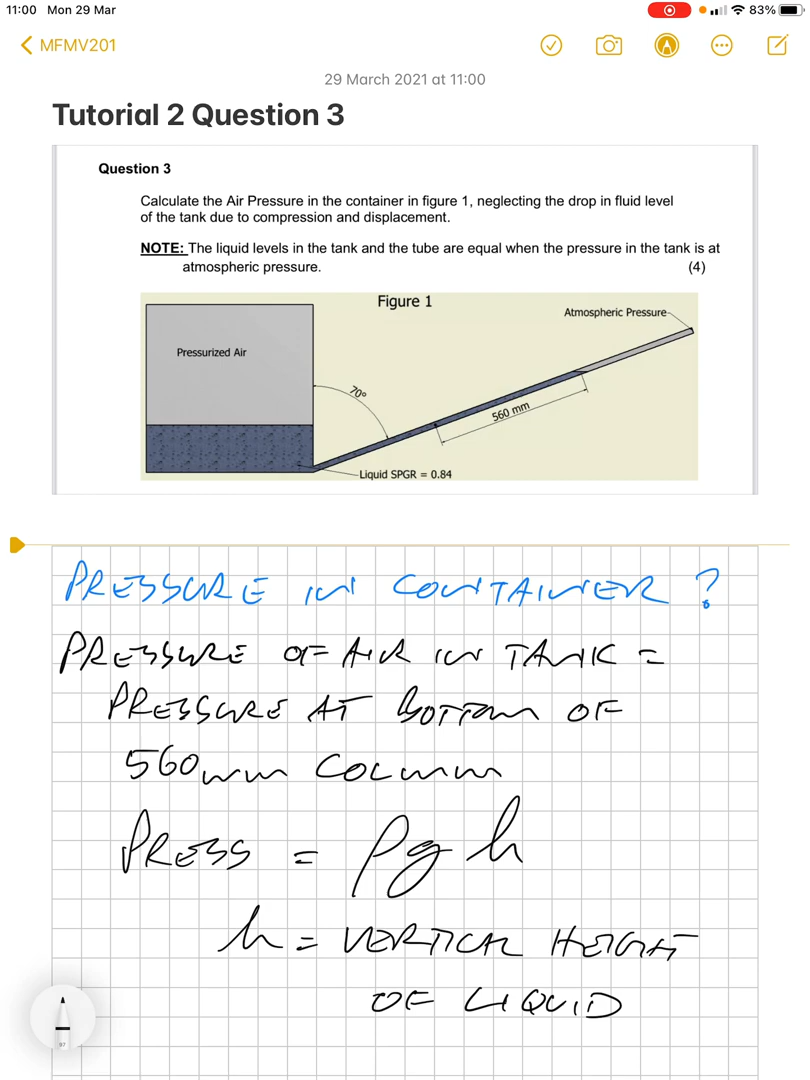 11:00 Mon 29 Mar
83%
MFMV201
29 March 2021 at 11:00
Tutorial 2 Question 3
Question 3
Calculate the Air Pressure in the container in figure 1, neglecting the drop in fluid level
of the tank due to compression and displacement.
NOTE: The liquid levels in the tank and the tube are equal when the pressure in the tank is at
atmospheric pressure. (4)
Figure 1
Atmospheric Pressure
Pressurized Air
70°
560 mm
Liquid SPGR = 0.84
PRESSURE IN CONTAINER ?
PRESSURE OF AIR IN TANK =
PRESSURE AT BOTTOM OF
560mm COLUMN
PRESS = ρg h
h = VERTICAL HEIGHT
OF LIQUID
97